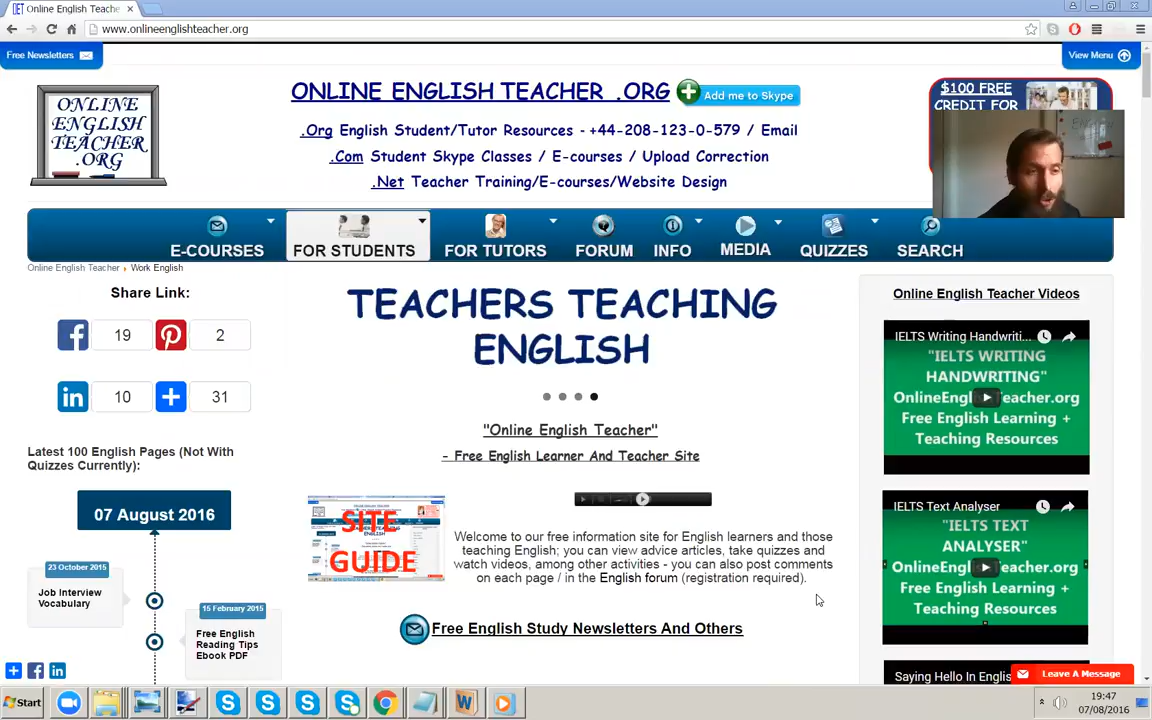 Online English Teache
www.onlineenglishteacher.org
Free Newsletters
View Menu
ONLINE
ENGLISH
TEACHER
.ORG
ONLINE ENGLISH TEACHER .ORG
Add me to Skype
.Org English Student/Tutor Resources - +44-208-123-0-579 / Email
.Com Student Skype Classes / E-courses / Upload Correction
.Net Teacher Training/E-courses/Website Design
$100 FREE
CREDIT FOR
E-COURSES
FOR STUDENTS
FOR TUTORS
FORUM
INFO
MEDIA
QUIZZES
SEARCH
Online English Teacher Work English
Share Link:
19
2
10
31
Latest 100 English Pages (Not With
Quizzes Currently):
07 August 2016
23 October 2015
Job Interview
Vocabulary
15 February 2015
Free English
Reading Tips
Ebook PDF
TEACHERS TEACHING
ENGLISH
"Online English Teacher"
- Free English Learner And Teacher Site
SITE
GUIDE
Welcome to our free information site for English learners and those
teaching English; you can view advice articles, take quizzes and
watch videos, among other activities - you can also post comments
on each page / in the English forum (registration required).
Free English Study Newsletters And Others
Online English Teacher Videos
IELTS Writing Handwriti...
"IELTS WRITING
HANDWRITING"
OnlineEnglishTeacher.org
Free English Learning +
Teaching Resources
IELTS Text Analyser
"IELTS TEXT
ANALYSER"
OnlineEnglishTeacher.org
Free English Learning +
Teaching Resources
Saying Hello In Englis
Leave A Message
Start
19:47
07/08/2016